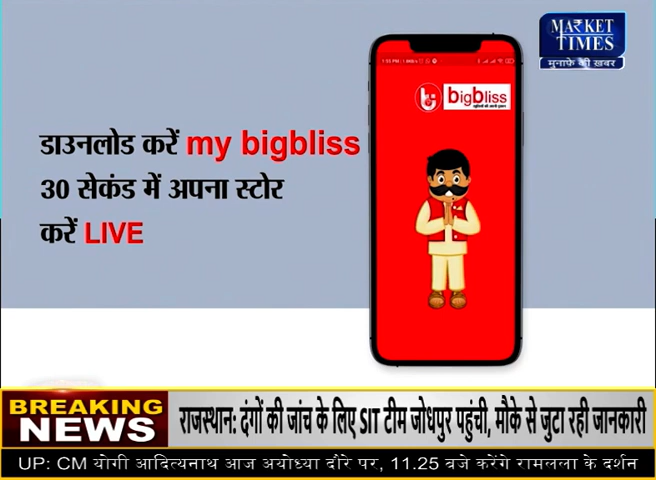 MARKET
TIMES
मुनाफे की ख़बर
bigbliss
डाउनलोड करें my bigbliss
30 सेकंड में अपना स्टोर
करें LIVE
BREAKING
NEWS
राजस्थान: दंगों की जांच के लिए SIT टीम जोधपुर पहुंची, मौके से जुटा रही जानकारी
UP: CM योगी आदित्यनाथ आज अयोध्या दौरे पर, 11.25 बजे करेंगे रामलला के दर्शन